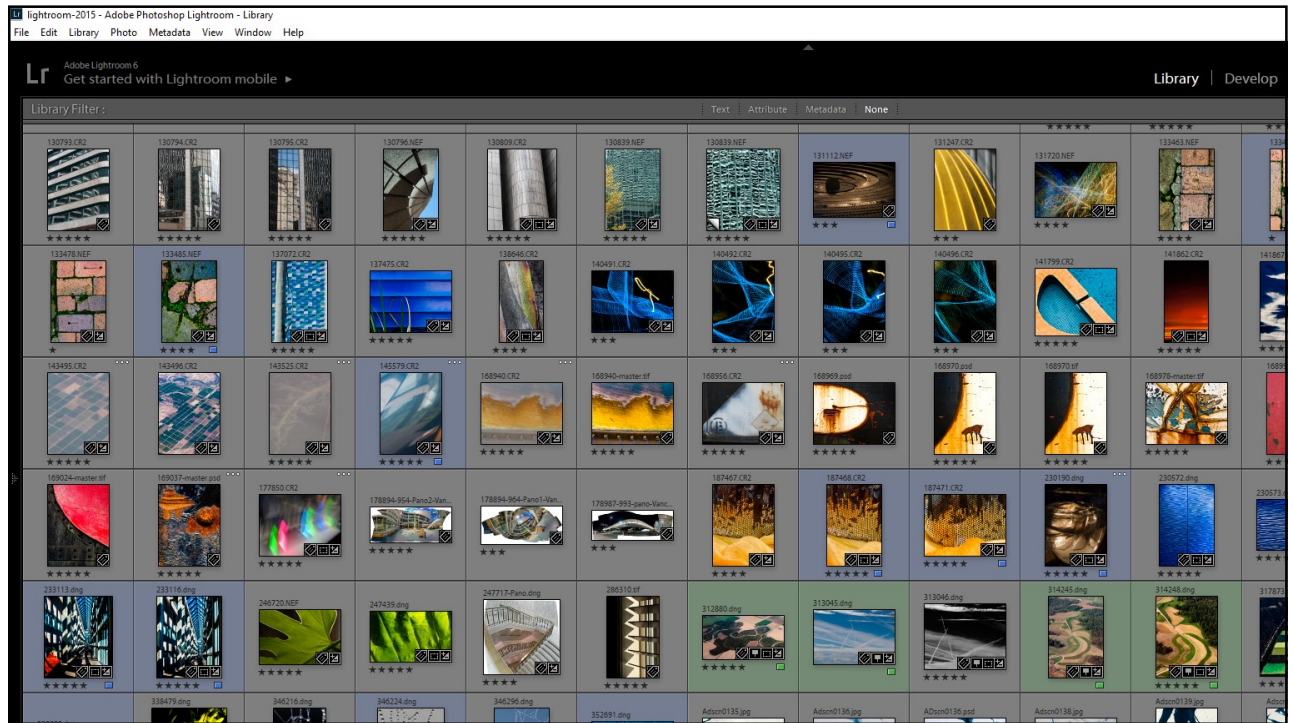 Lr lightroom-2015 - Adobe Photoshop Lightroom - Library
File Edit Library Photo Metadata View Window Help
Lr Adobe Lightroom 6
Get started with Lightroom mobile
Library | Develop
Library Filter : Text Attribute Metadata None
130793.CR2 130794.CR2 130795.CR2 130796.NEF 130809.CR2 130839.NEF 130839.NEF 131112.NEF 131247.CR2 131720.NEF 133463.NEF
133478.NEF 133485.NEF 137072.CR2 137475.CR2 138646.CR2 140491.CR2 140492.CR2 140495.CR2 140496.CR2 141799.CR2 141862.CR2 141867
143495.CR2 143496.CR2 143525.CR2 145579.CR2 168940.CR2 168940-master.tif 168956.CR2 168969.psd 168970.psd 168970.tif 168978-master.tif
169024-master.tif 169037-master.psd 177850.CR2 178894-954-Pano2-Van... 178894-964-Pano1-Van... 178987-993-pano-Vanc... 187467.CR2 187468.CR2 187471.CR2 230190.dng 230572.dng 230573.d
233113.dng 233116.dng 246720.NEF 247439.dng 247717-Pano.dng 286310.tif 312880.dng 313045.dng 313046.dng 314245.dng 314248.dng 317873
338479.dng 346216.dng 346224.dng 346296.dng 352691.dng Adscn0135.jpg Adscn0136.jpg ADscn0136.psd Adscn0138.jpg Adscn0139.jpg